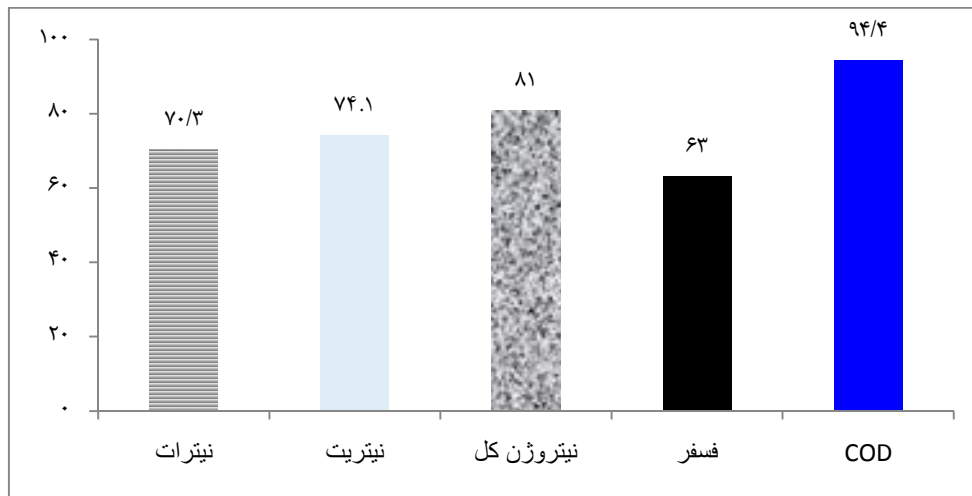 ۱۰۰
۸۰
۶۰
۴۰
۲۰
۰
۷۰/۳
۷۴.۱
۸۱
۶۳
۹۴/۴
نیترات
نیتریت
نیتروژن کل
فسفر
COD